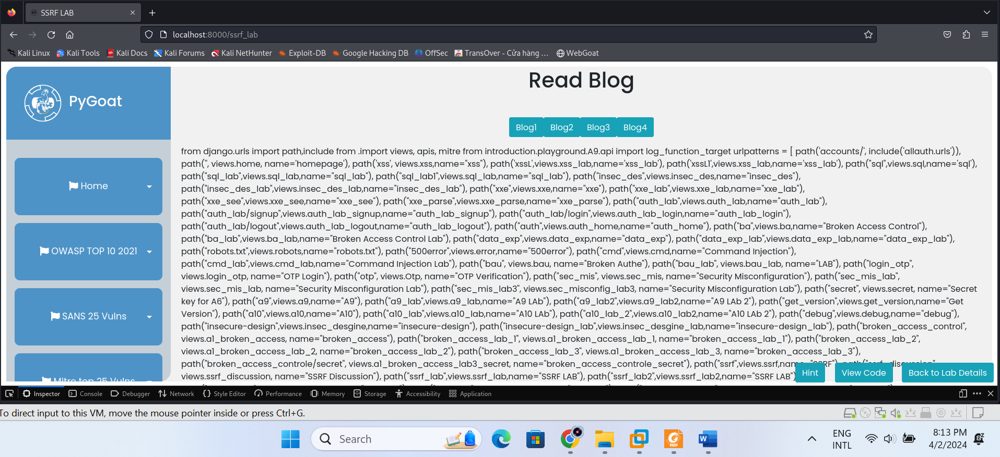 SSRF LAB
localhost:8000/ssrf_lab
Kali Linux Kali Tools Kali Docs Kali Forums Kali NetHunter Exploit-DB Google Hacking DB OffSec TransOver - Cửa hàng ... WebGoat
PyGoat
Home
OWASP TOP 10 2021
SANS 25 Vulns
Mitre top 25 Vulns
Read Blog
Blog1 Blog2 Blog3 Blog4
from django.urls import path,include from .import views, apis, mitre from introduction.playground.A9.api import log_function_target urlpatterns = [ path('accounts/', include('allauth.urls')),
path('', views.home, name='homepage'), path('xss', views.xss,name="xss"), path('xssL',views.xss_lab,name='xss_lab'), path('xssL1',views.xss_lab,name='xss_lab'), path("sql",views.sql,name='sql'),
path("sql_lab",views.sql_lab,name="sql_lab"), path("sql_lab1",views.sql_lab,name="sql_lab"), path("insec_des",views.insec_des,name="insec_des"),
path("insec_des_lab",views.insec_des_lab,name="insec_des_lab"), path("xxe",views.xxe,name="xxe"), path("xxe_lab",views.xxe_lab,name="xxe_lab"),
path("xxe_see",views.xxe_see,name="xxe_see"), path("xxe_parse",views.xxe_parse,name="xxe_parse"), path("auth_lab",views.auth_lab,name="auth_lab"),
path("auth_lab/signup",views.auth_lab_signup,name="auth_lab_signup"), path("auth_lab/login",views.auth_lab_login,name="auth_lab_login"),
path("auth_lab/logout",views.auth_lab_logout,name="auth_lab_logout"), path("auth",views.auth_home,name="auth_home"), path("ba",views.ba,name="Broken Access Control"),
path("ba_lab",views.ba_lab,name="Broken Access Control Lab"), path("data_exp",views.data_exp,name="data_exp"), path("data_exp_lab",views.data_exp_lab,name="data_exp_lab"),
path("robots.txt",views.robots,name="robots.txt"), path("500error",views.error,name="500error"), path("cmd",views.cmd,name="Command Injection"),
path("cmd_lab",views.cmd_lab,name="Command Injection Lab"), path("bau", views.bau, name="Broken Authe"), path("bau_lab", views.bau_lab, name="LAB"), path("login_otp",
views.login_otp, name="OTP Login"), path("otp", views.Otp, name="OTP Verification"), path("sec_mis", views.sec_mis, name="Security Misconfiguration"), path("sec_mis_lab",
views.sec_mis_lab, name="Security Misconfiguration Lab"), path("sec_mis_lab3", views.sec_misconfig_lab3, name="Security Misconfiguration Lab"), path("secret", views.secret, name="Secret
key for A6"), path("a9",views.a9,name="A9"), path("a9_lab",views.a9_lab,name="A9 LAb"), path("a9_lab2",views.a9_lab2,name="A9 LAb 2"), path("get_version",views.get_version,name="Get
Version"), path("a10",views.a10,name="A10"), path("a10_lab",views.a10_lab,name="A10 LAb"), path("a10_lab_2",views.a10_lab2,name="A10 LAb 2"), path("debug",views.debug,name="debug"),
path("insecure-design",views.insec_desgine,name="insecure-design"), path("insecure-design_lab",views.insec_desgine_lab,name="insecure-design_lab"), path("broken_access_control",
views.a1_broken_access, name="broken_access"), path("broken_access_lab_1", views.a1_broken_access_lab_1, name="broken_access_lab_1"), path("broken_access_lab_2",
views.a1_broken_access_lab_2, name="broken_access_lab_2"), path("broken_access_lab_3", views.a1_broken_access_lab_3, name="broken_access_lab_3"),
path("broken_access_controle/secret", views.a1_broken_access_lab3_secret, name="broken_access_controle_secret"), path("ssrf",views.ssrf,name="SSRF"), path("ssrf_discussion",
views.ssrf_discussion, name="SSRF Discussion"), path("ssrf_lab",views.ssrf_lab,name="SSRF LAB"), path("ssrf_lab2",views.ssrf_lab2,name="SSRF LAB")
Hint View Code Back to Lab Details
Inspector Console Debugger Network Style Editor Performance Memory Storage Accessibility Application
To direct input to this VM, move the mouse pointer inside or press Ctrl+G.
Search
PDF
ENG
INTL
8:13 PM
4/2/2024